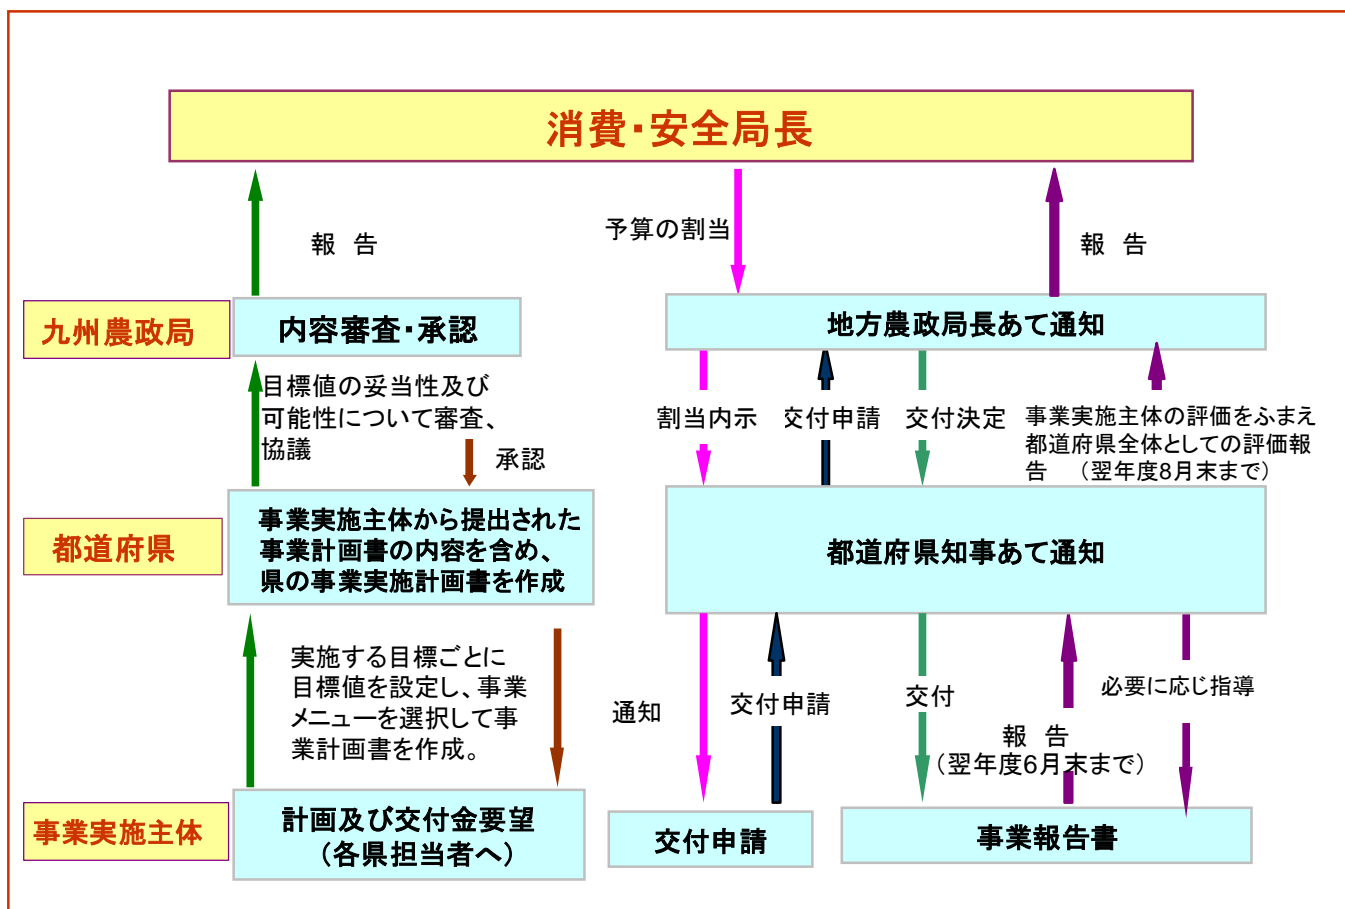 消費・安全局長
報　告
予算の割当
報　告
九州農政局
内容審査・承認
地方農政局長あて通知
目標値の妥当性及び
可能性について審査、
協議
承認
割当内示
交付申請
交付決定
事業実施主体の評価をふまえ
都道府県全体としての評価報
告　（翌年度8月末まで）
都道府県
事業実施主体から提出された
事業計画書の内容を含め、
県の事業実施計画書を作成
都道府県知事あて通知
実施する目標ごとに
目標値を設定し、事業
メニューを選択して事
業計画書を作成。
通知
交付申請
交付
報　告
（翌年度6月末まで）
必要に応じ指導
事業実施主体
計画及び交付金要望
（各県担当者へ）
交付申請
事業報告書